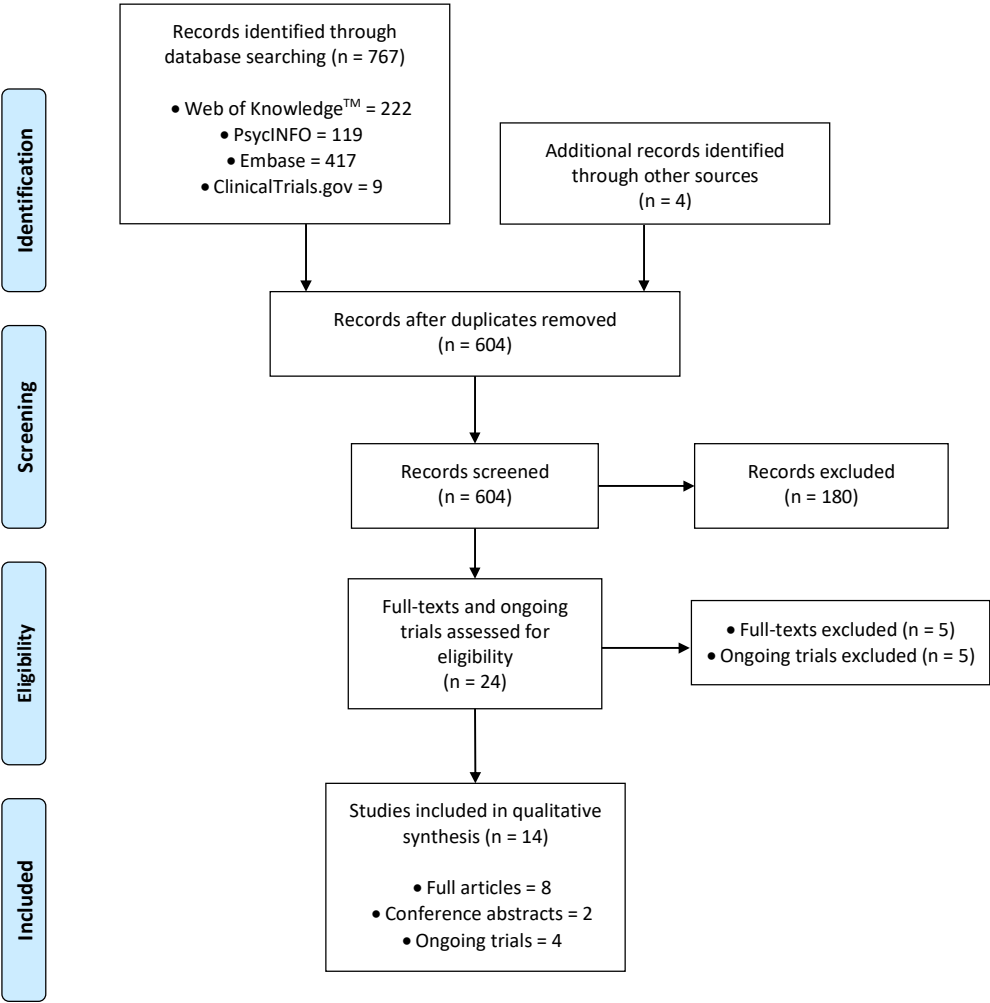 Records identified through
database searching (n = 767)
• Web of Knowledge™ = 222
• PsycINFO = 119
• Embase = 417
• ClinicalTrials.gov = 9
Additional records identified
through other sources
(n = 4)
Identification
Records after duplicates removed
(n = 604)
Screening
Records screened
(n = 604)
Records excluded
(n = 180)
Eligibility
Full-texts and ongoing
trials assessed for
eligibility
(n = 24)
• Full-texts excluded (n = 5)
• Ongoing trials excluded (n = 5)
Included
Studies included in qualitative
synthesis (n = 14)
• Full articles = 8
• Conference abstracts = 2
• Ongoing trials = 4